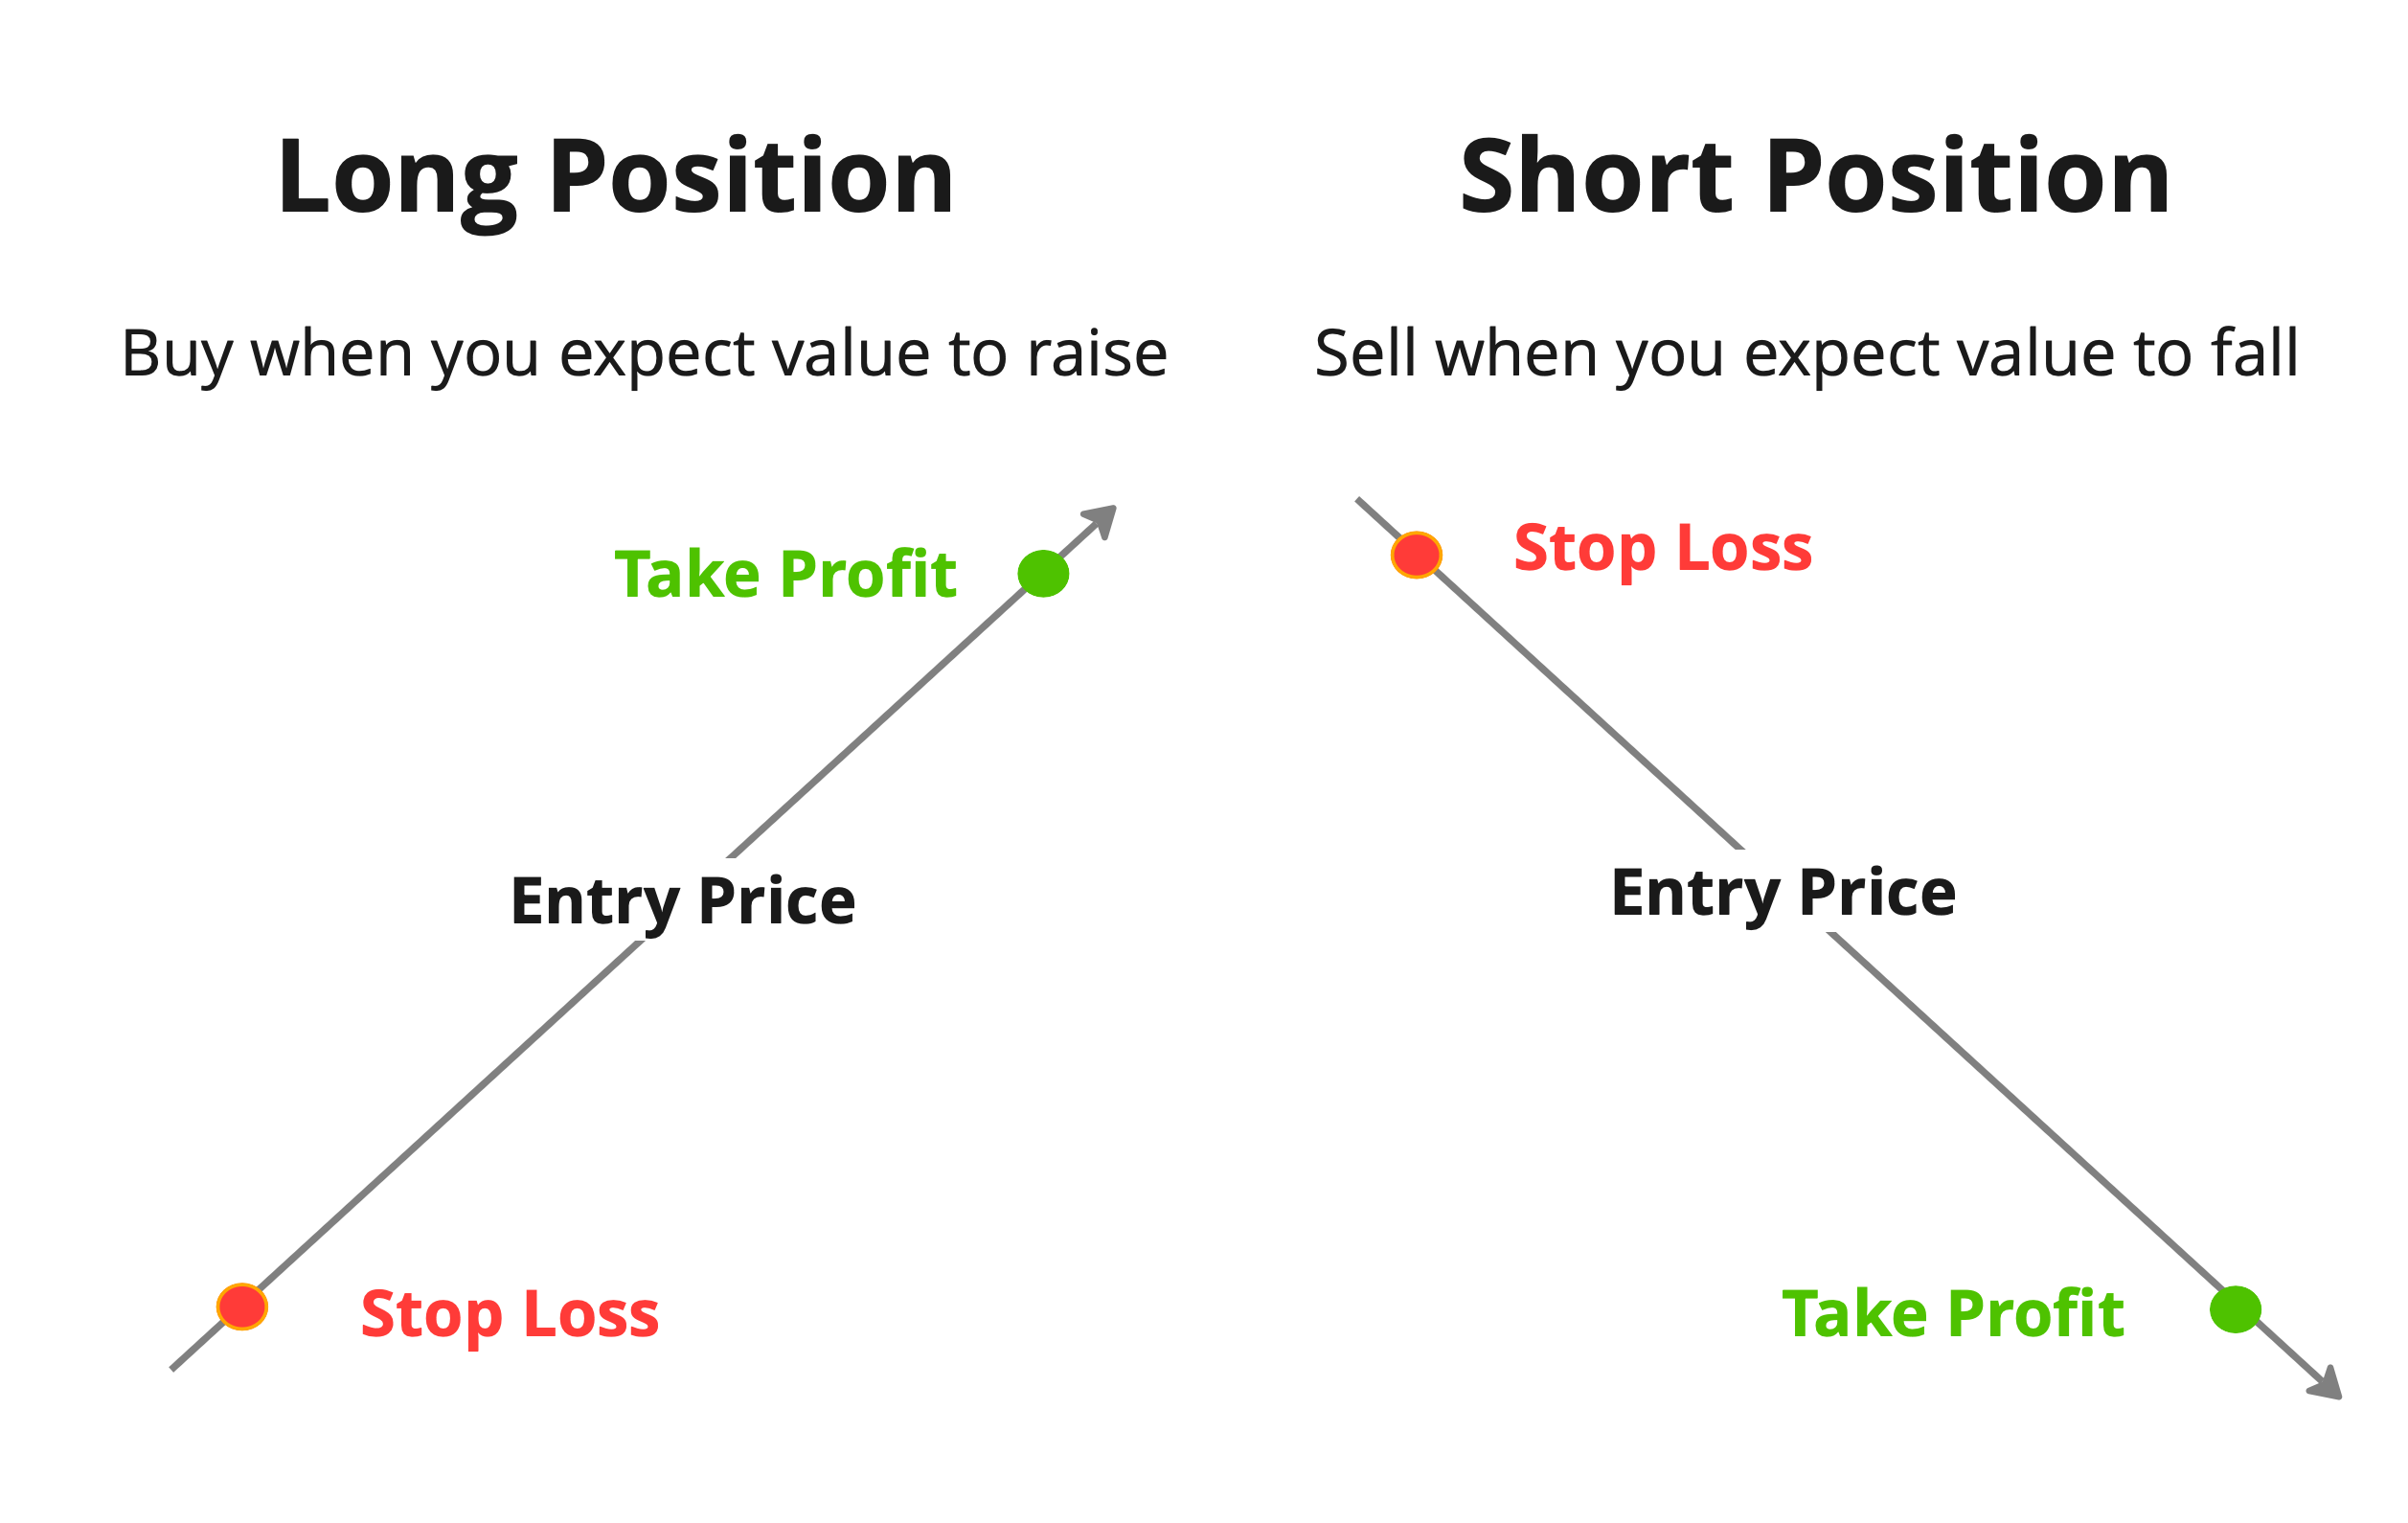 Long Position
Buy when you expect value to raise
Take Profit
Entry Price
Stop Loss
Short Position
Sell when you expect value to fall
Stop Loss
Entry Price
Take Profit